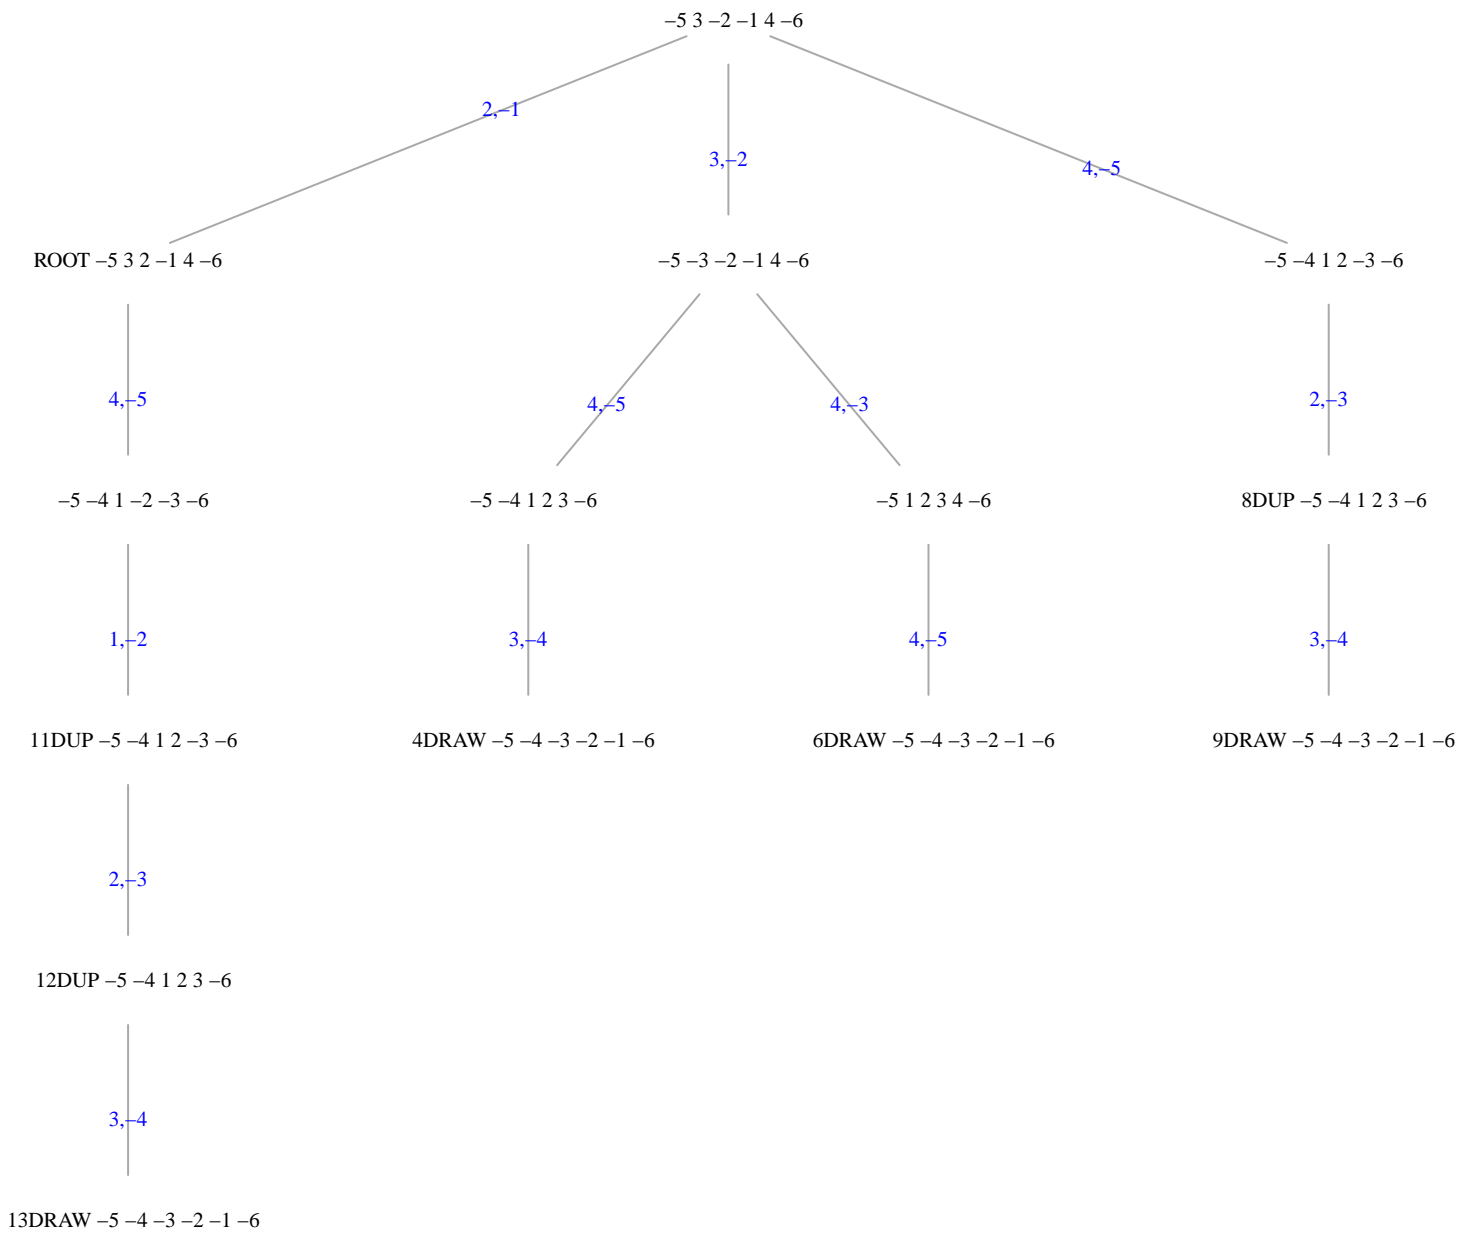 –5 3 –2 –1 4 –6
2,–1
3,–2
4,–5
ROOT –5 3 2 –1 4 –6
–5 –3 –2 –1 4 –6
–5 –4 1 2 –3 –6
4,–5
4,–5
4,–3
2,–3
–5 –4 1 –2 –3 –6
–5 –4 1 2 3 –6
–5 1 2 3 4 –6
8DUP –5 –4 1 2 3 –6
1,–2
3,–4
4,–5
3,–4
11DUP –5 –4 1 2 –3 –6
4DRAW –5 –4 –3 –2 –1 –6
6DRAW –5 –4 –3 –2 –1 –6
9DRAW –5 –4 –3 –2 –1 –6
2,–3
12DUP –5 –4 1 2 3 –6
3,–4
13DRAW –5 –4 –3 –2 –1 –6